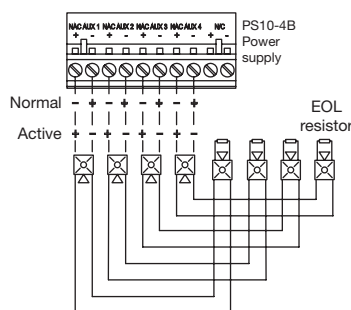 NAC AUX 1 NAC AUX 2 NAC AUX 3 NAC AUX 4 N/C
+ - + - + - + - + -
PS10-4B
Power
supply
Normal - + - + - + - +
Active + - + - + - + -
EOL
resistor